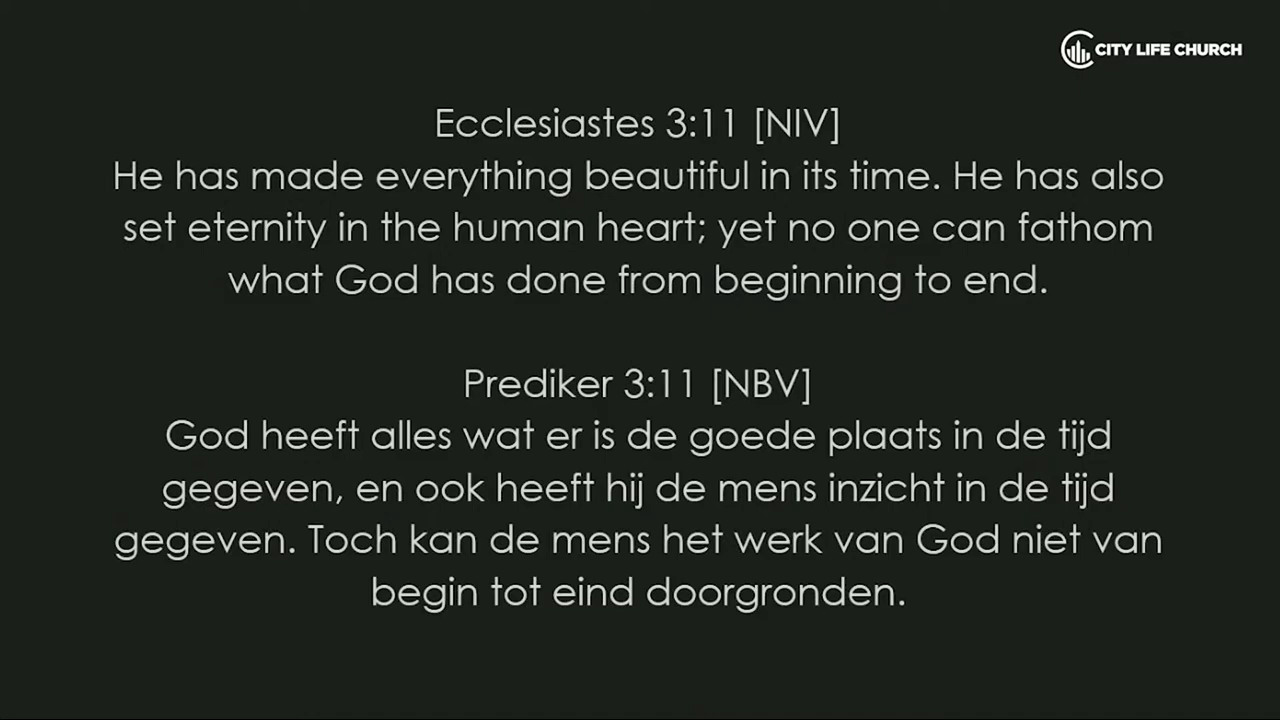 CITY LIFE CHURCH
Ecclesiastes 3:11 [NIV]
He has made everything beautiful in its time. He has also
set eternity in the human heart; yet no one can fathom
what God has done from beginning to end.
Prediker 3:11 [NBV]
God heeft alles wat er is de goede plaats in de tijd
gegeven, en ook heeft hij de mens inzicht in de tijd
gegeven. Toch kan de mens het werk van God niet van
begin tot eind doorgronden.